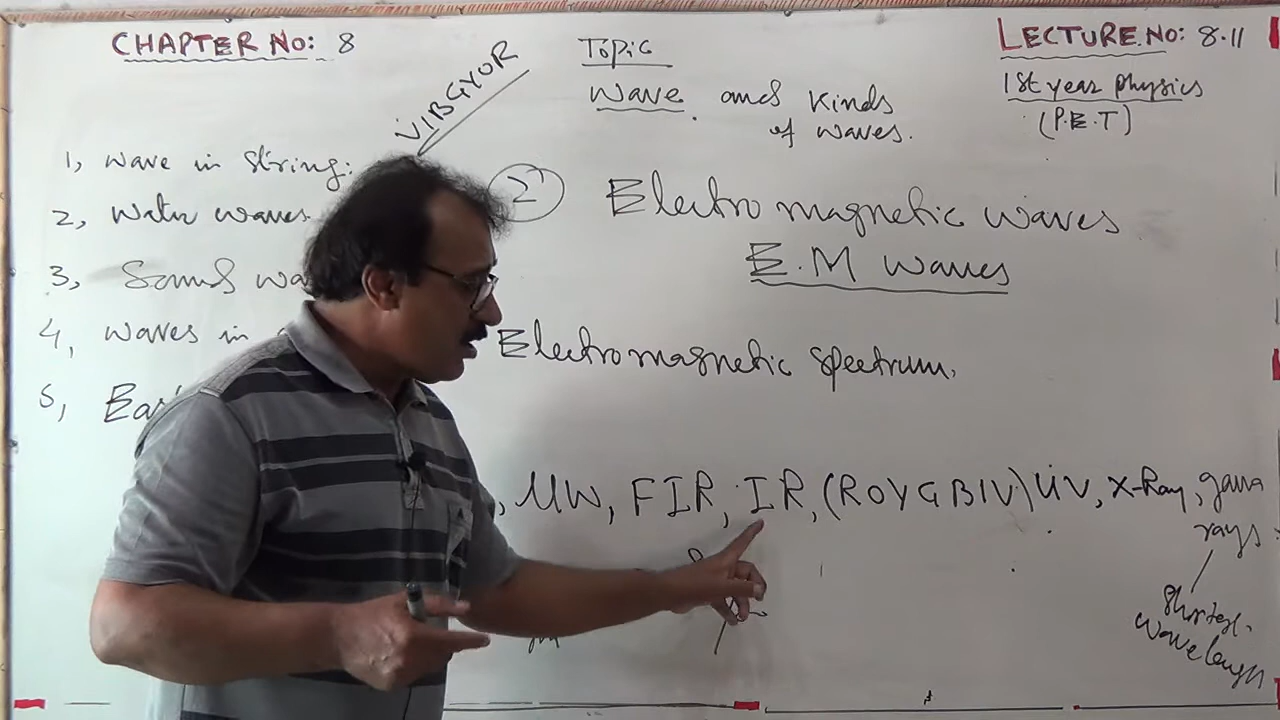 CHAPTER NO: 8
VIBGYOR
Topic
Wave and Kinds
of waves.
LECTURE.NO: 8.11
1st year physics
(P.E.T)
1, Wave in String:
2, Water waves
3, Sound wa
4, Waves in
5, Ear
2
Electromagnetic waves
E.M waves
Electromagnetic spectrum.
, MW, FIR, IR, (ROYGBIV) UV, X-Ray, gama
rays
Shortest
wavelength